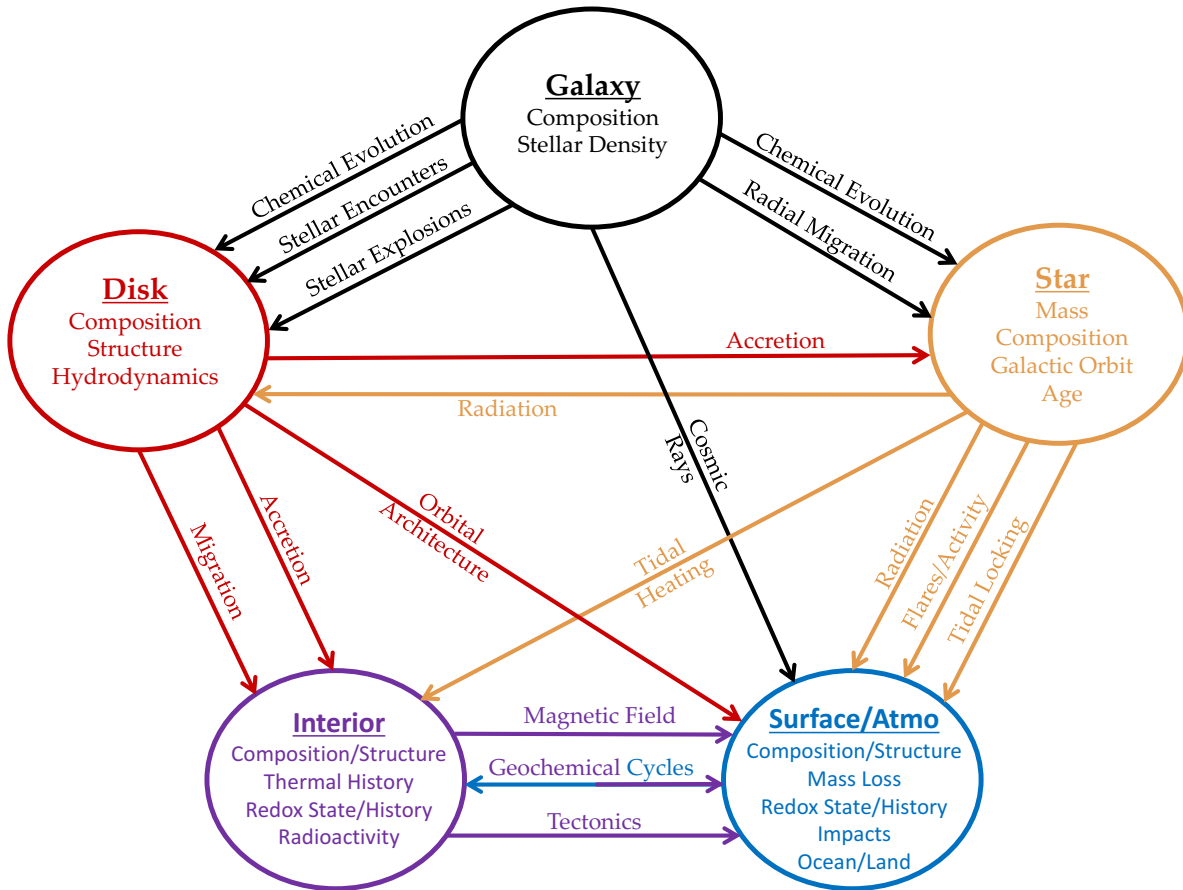 Galaxy
Composition
Stellar Density
Chemical Evolution
Stellar Encounters
Stellar Explosions
Chemical Evolution
Radial Migration
Disk
Composition
Structure
Hydrodynamics
Star
Mass
Composition
Galactic Orbit
Age
Accretion
Radiation
Cosmic
Rays
Migration
Accretion
Orbital
Architecture
Tidal
Heating
Radiation
Flares/Activity
Tidal Locking
Interior
Composition/Structure
Thermal History
Redox State/History
Radioactivity
Magnetic Field
Geochemical Cycles
Tectonics
Surface/Atmo
Composition/Structure
Mass Loss
Redox State/History
Impacts
Ocean/Land